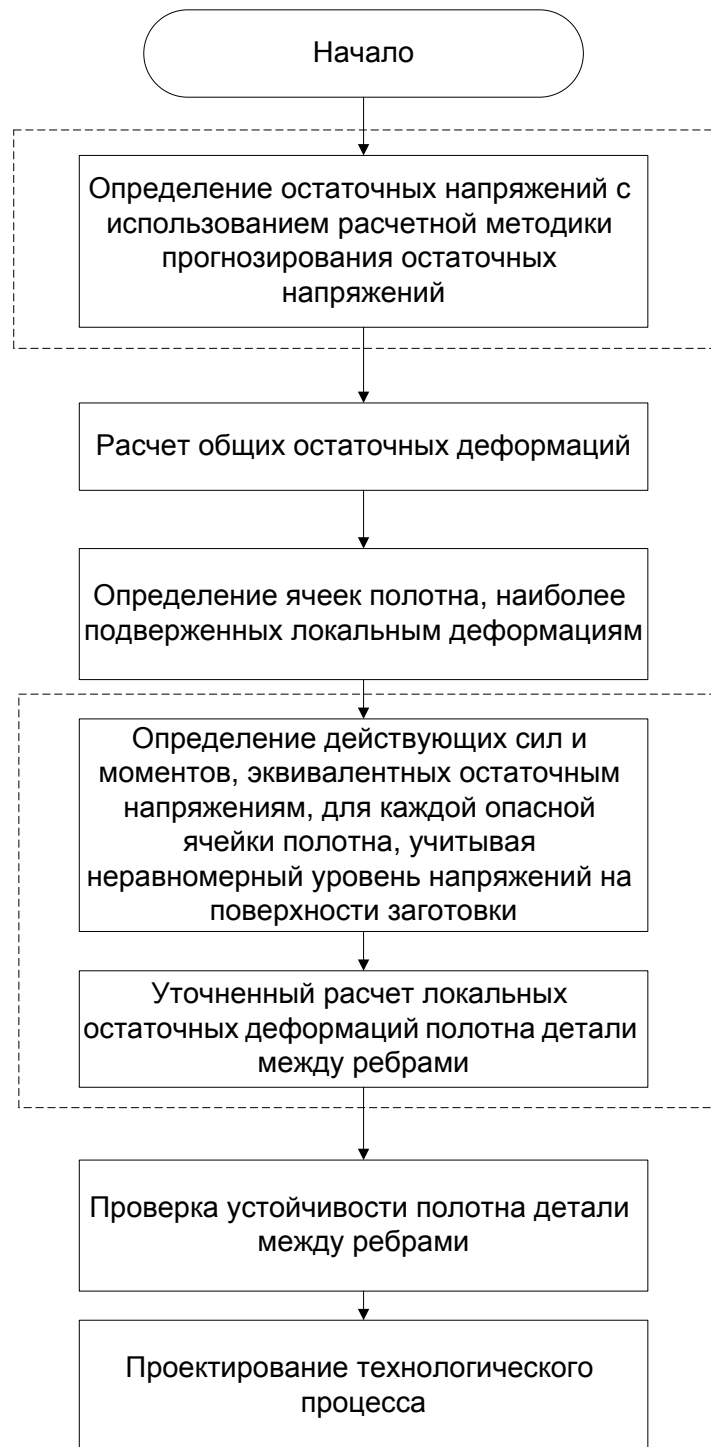 Начало
Определение остаточных напряжений с
использованием расчетной методики
прогнозирования остаточных
напряжений
Расчет общих остаточных деформаций
Определение ячеек полотна, наиболее
подверженных локальным деформациям
Определение действующих сил и
моментов, эквивалентных остаточным
напряжениям, для каждой опасной
ячейки полотна, учитывая
неравномерный уровень напряжений на
поверхности заготовки
Уточненный расчет локальных
остаточных деформаций полотна детали
между ребрами
Проверка устойчивости полотна детали
между ребрами
Проектирование технологического
процесса